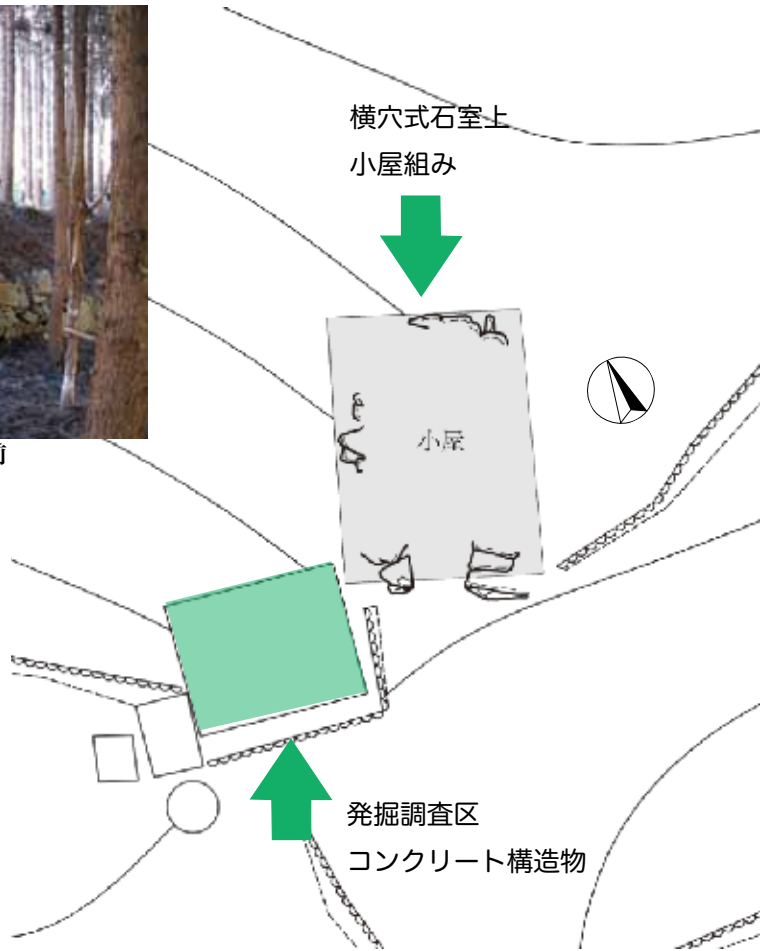 横穴式石室上
小屋組み
小屋
前
発掘調査区
コンクリート構造物